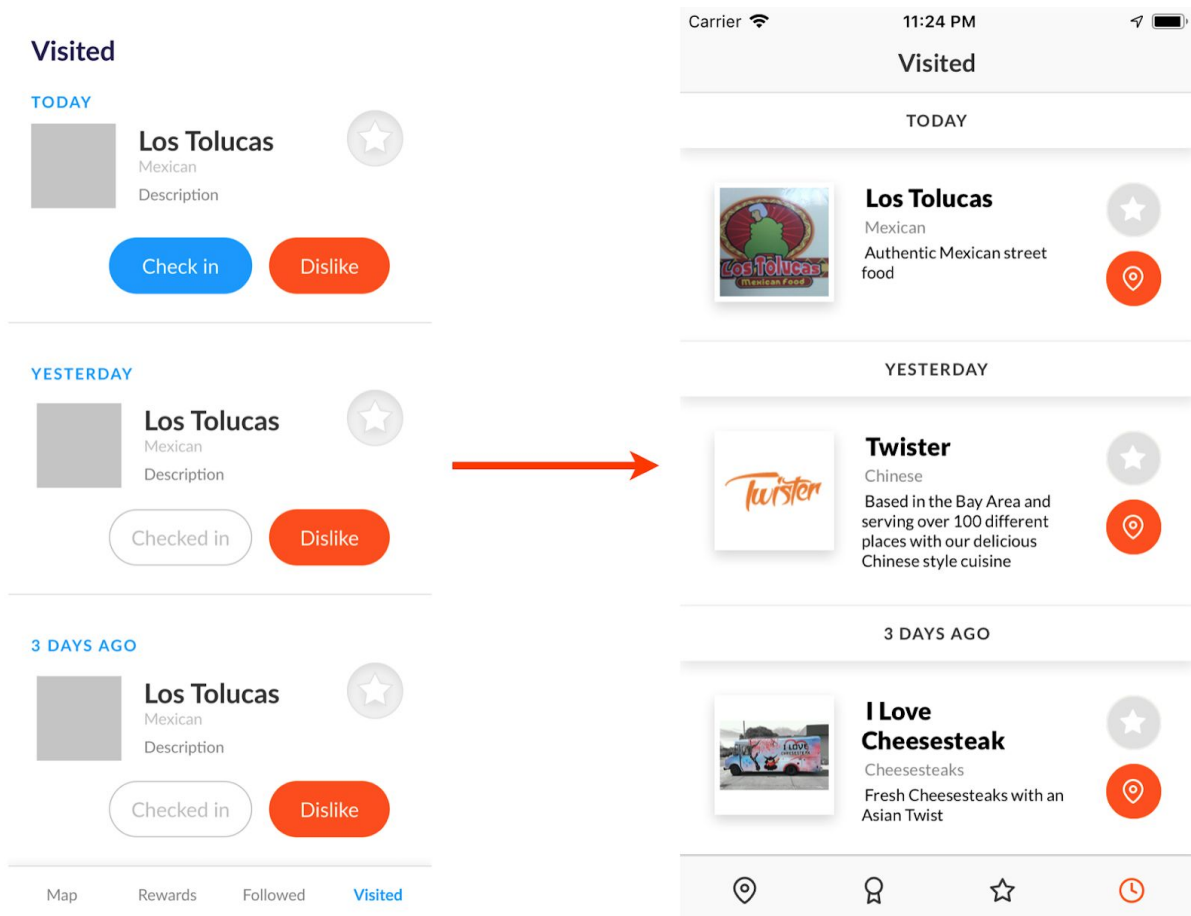 Visited
TODAY
Los Tolucas
Mexican
Description
Check in
Dislike
YESTERDAY
Los Tolucas
Mexican
Description
Checked in
Dislike
3 DAYS AGO
Los Tolucas
Mexican
Description
Checked in
Dislike
Map
Rewards
Followed
Visited
Carrier
11:24 PM
Visited
TODAY
Los Tolucas
Mexican Food
Los Tolucas
Mexican
Authentic Mexican street
food
YESTERDAY
Twister
Twister
Chinese
Based in the Bay Area and
serving over 100 different
places with our delicious
Chinese style cuisine
3 DAYS AGO
I LOVE
CHEESESTEAK
I Love
Cheesesteak
Cheesesteaks
Fresh Cheesesteaks with an
Asian Twist